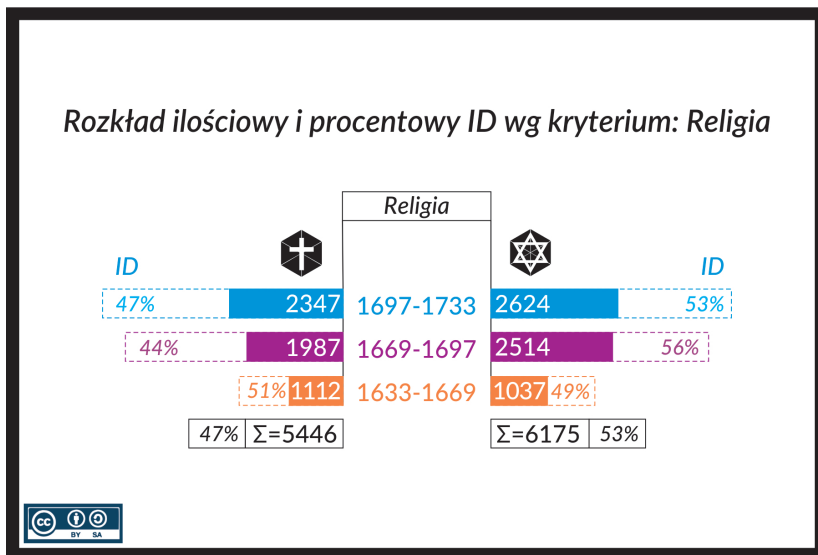 Rozkład ilościowy i procentowy ID wg kryterium: Religia
Religia
ID ID
47% 2347 1697-1733 2624 53%
44% 1987 1669-1697 2514 56%
51% 1112 1633-1669 1037 49%
47% Σ=5446 Σ=6175 53%
cc
BY SA